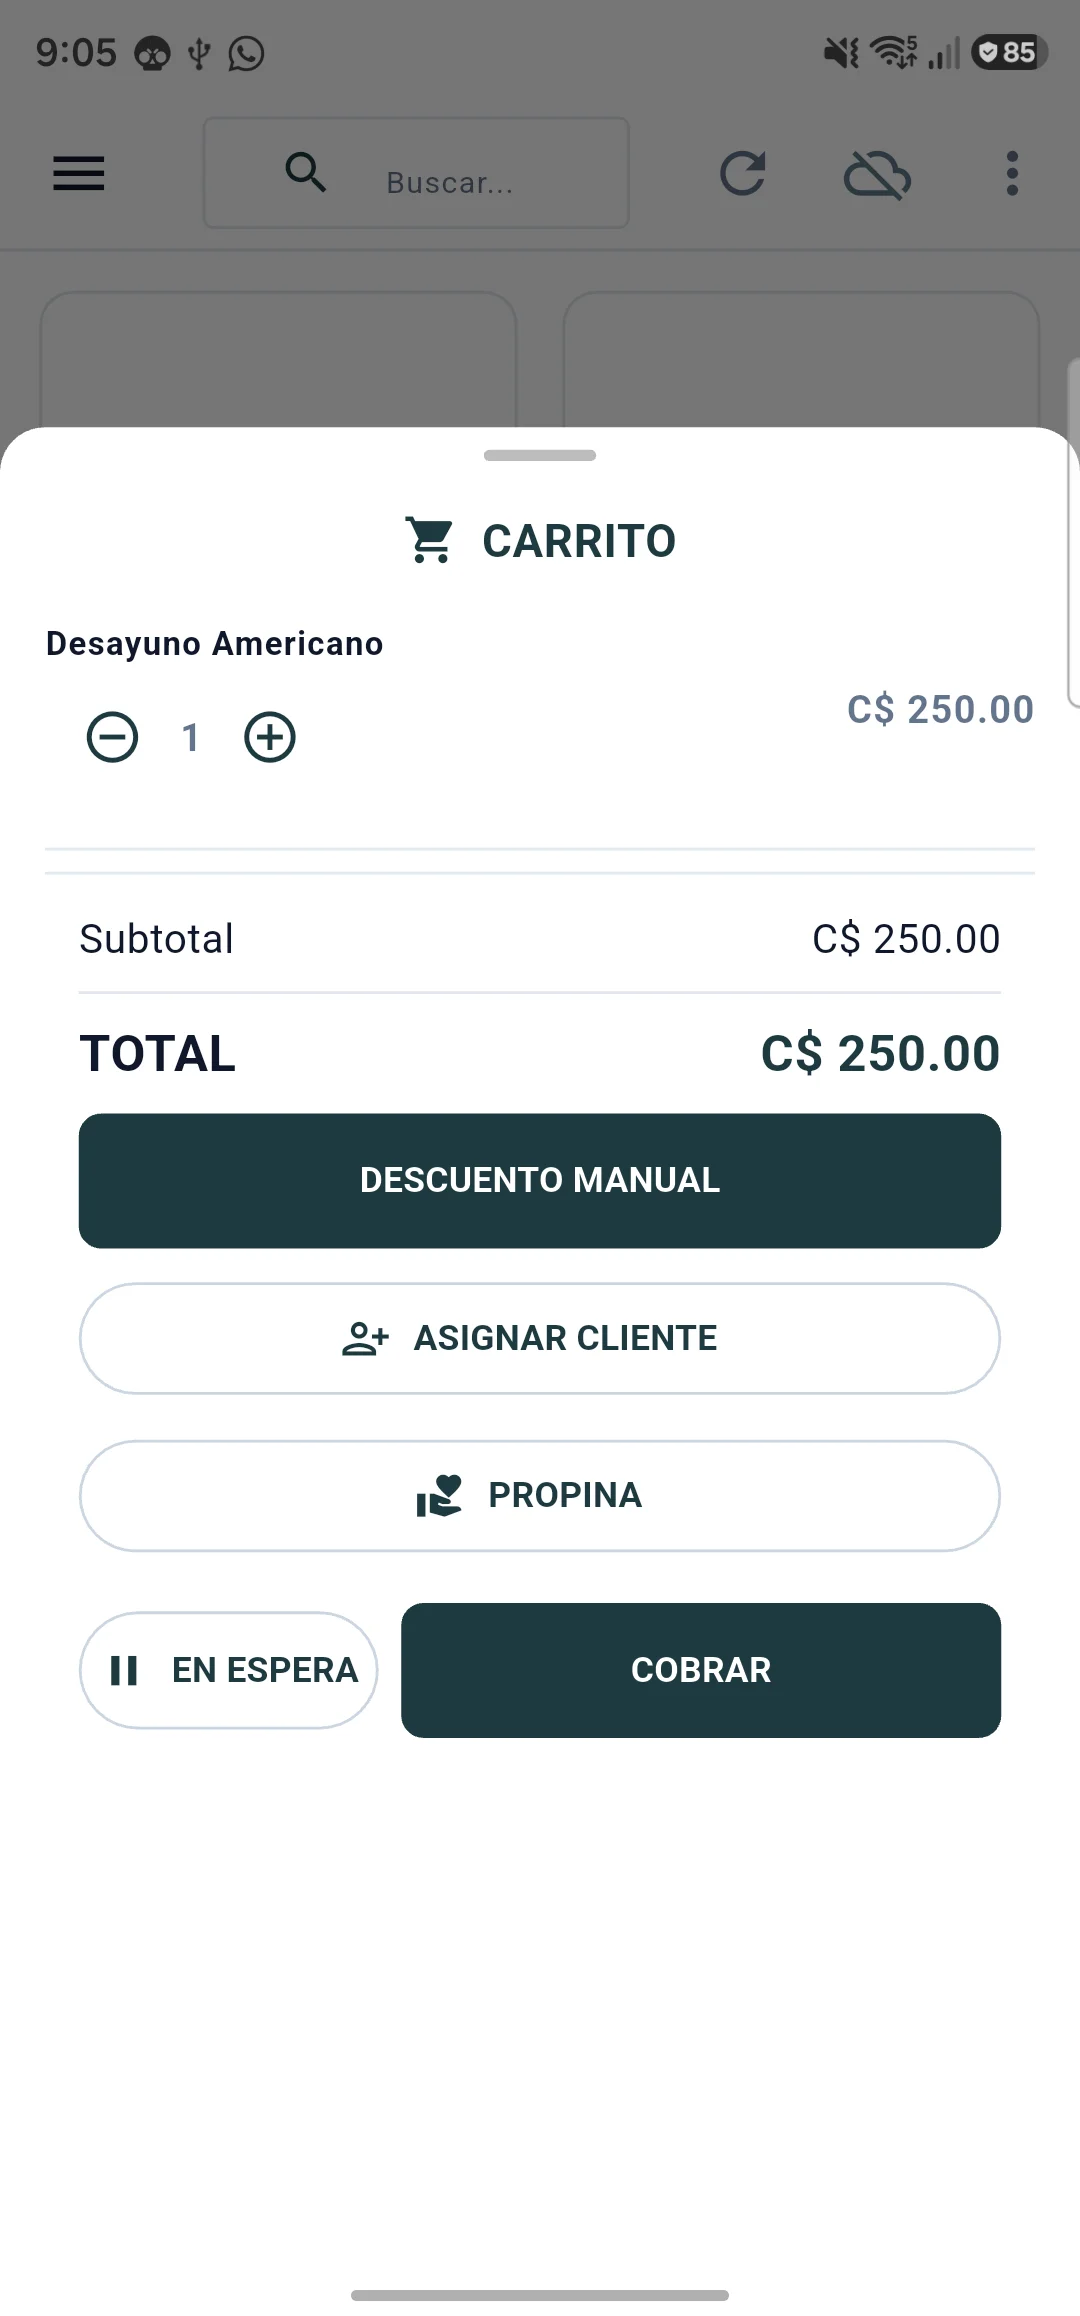 9:05 5 85
Buscar...
CARRITO
Desayuno Americano
C$ 250.00
1
Subtotal C$ 250.00
TOTAL C$ 250.00
DESCUENTO MANUAL
ASIGNAR CLIENTE
PROPINA
EN ESPERA COBRAR